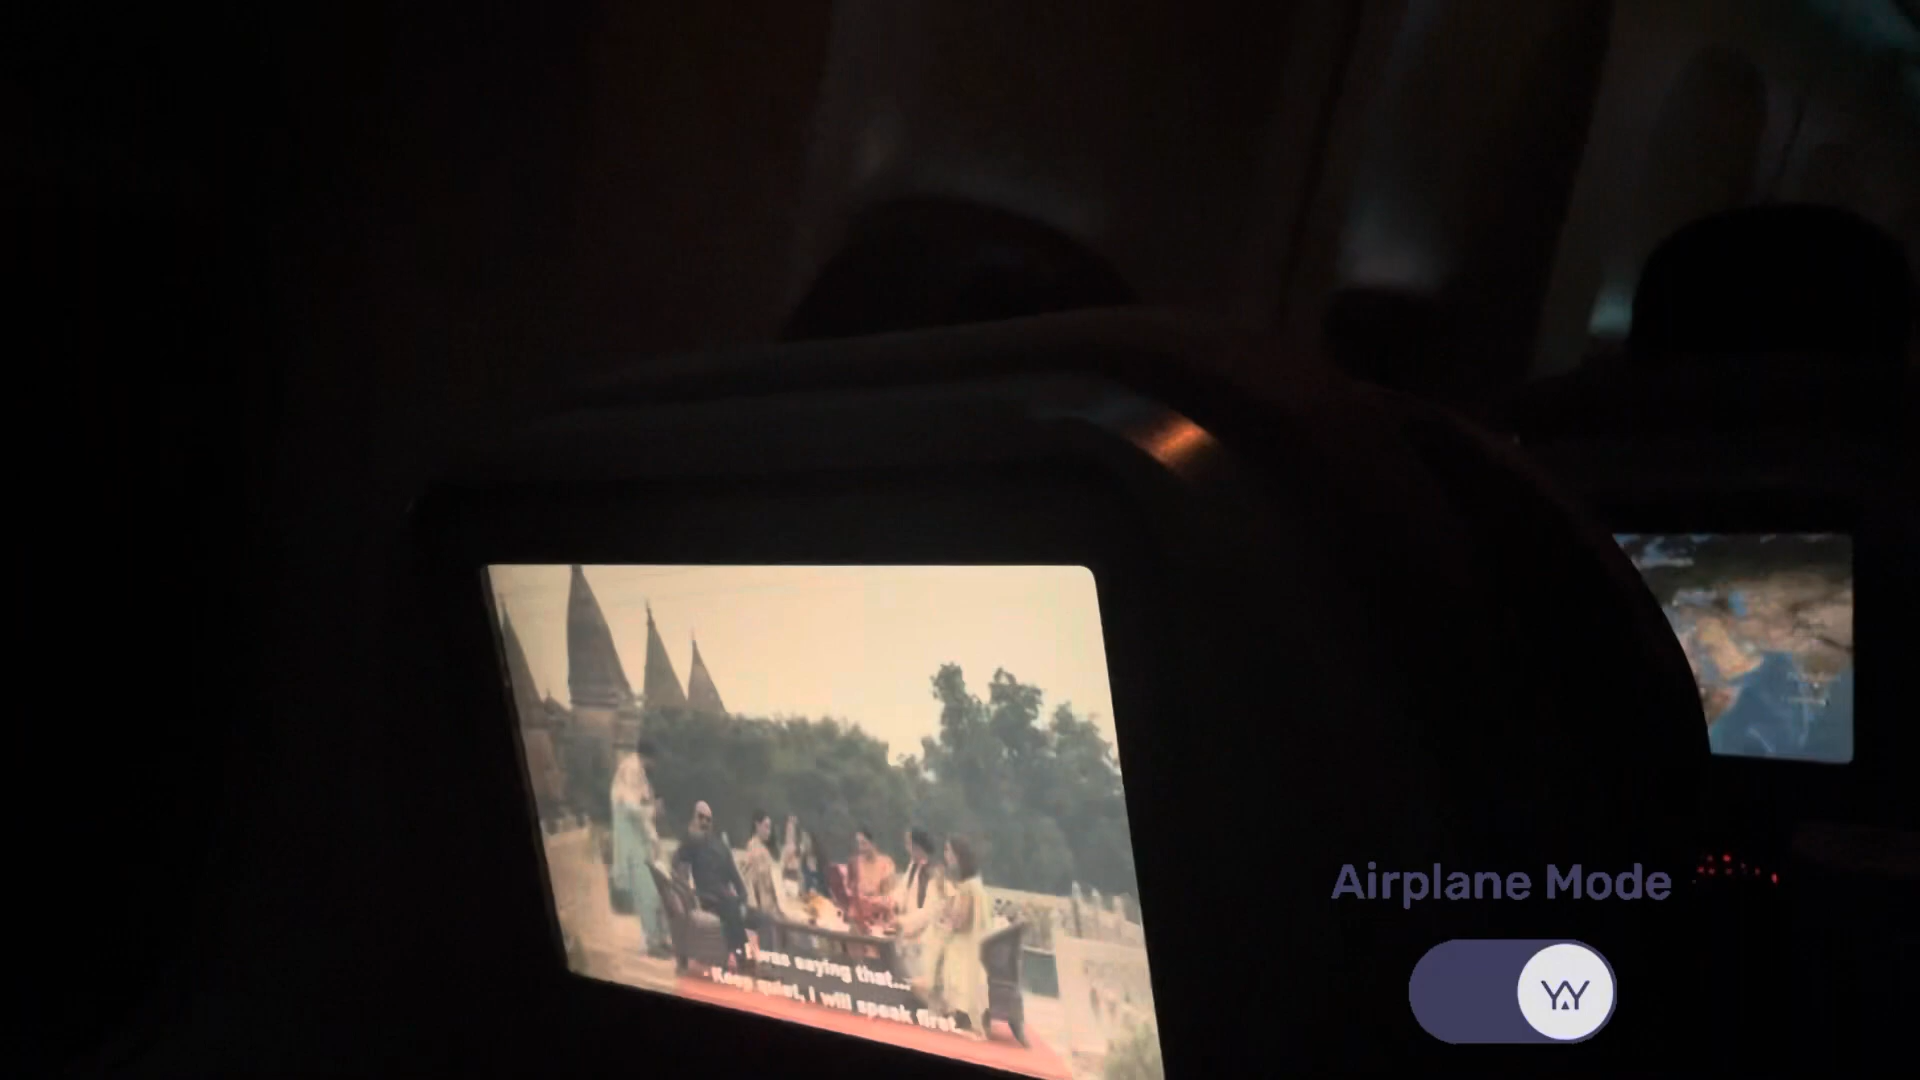 - I was saying that...
- Keep quiet, I will speak first.
Airplane Mode